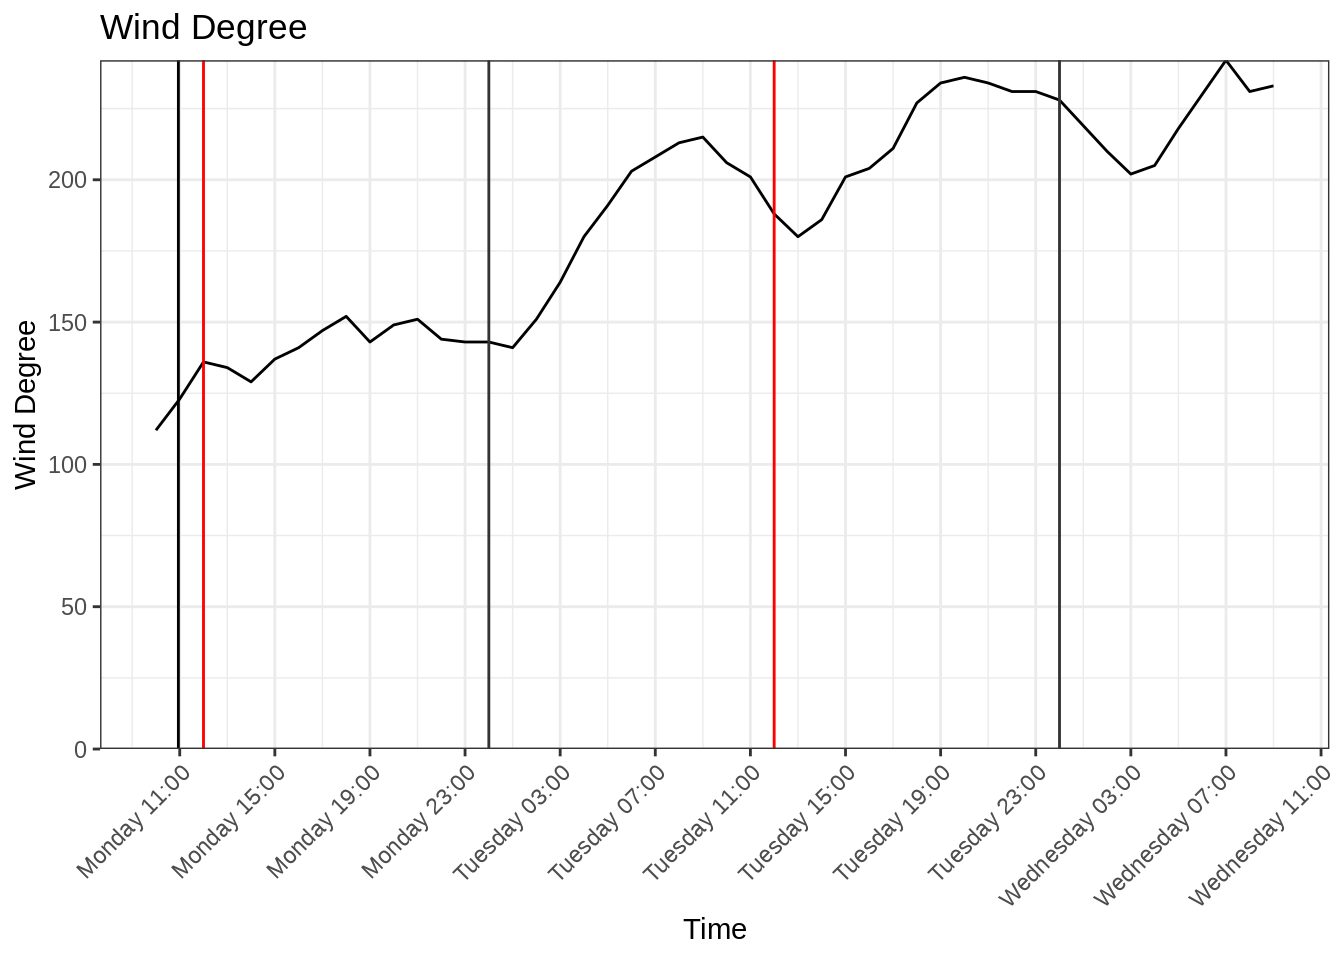 Wind Degree
Wind Degree
200
150
100
50
0
Monday 11:00
Monday 15:00
Monday 19:00
Monday 23:00
Tuesday 03:00
Tuesday 07:00
Tuesday 11:00
Tuesday 15:00
Tuesday 19:00
Tuesday 23:00
Wednesday 03:00
Wednesday 07:00
Wednesday 11:00
Time